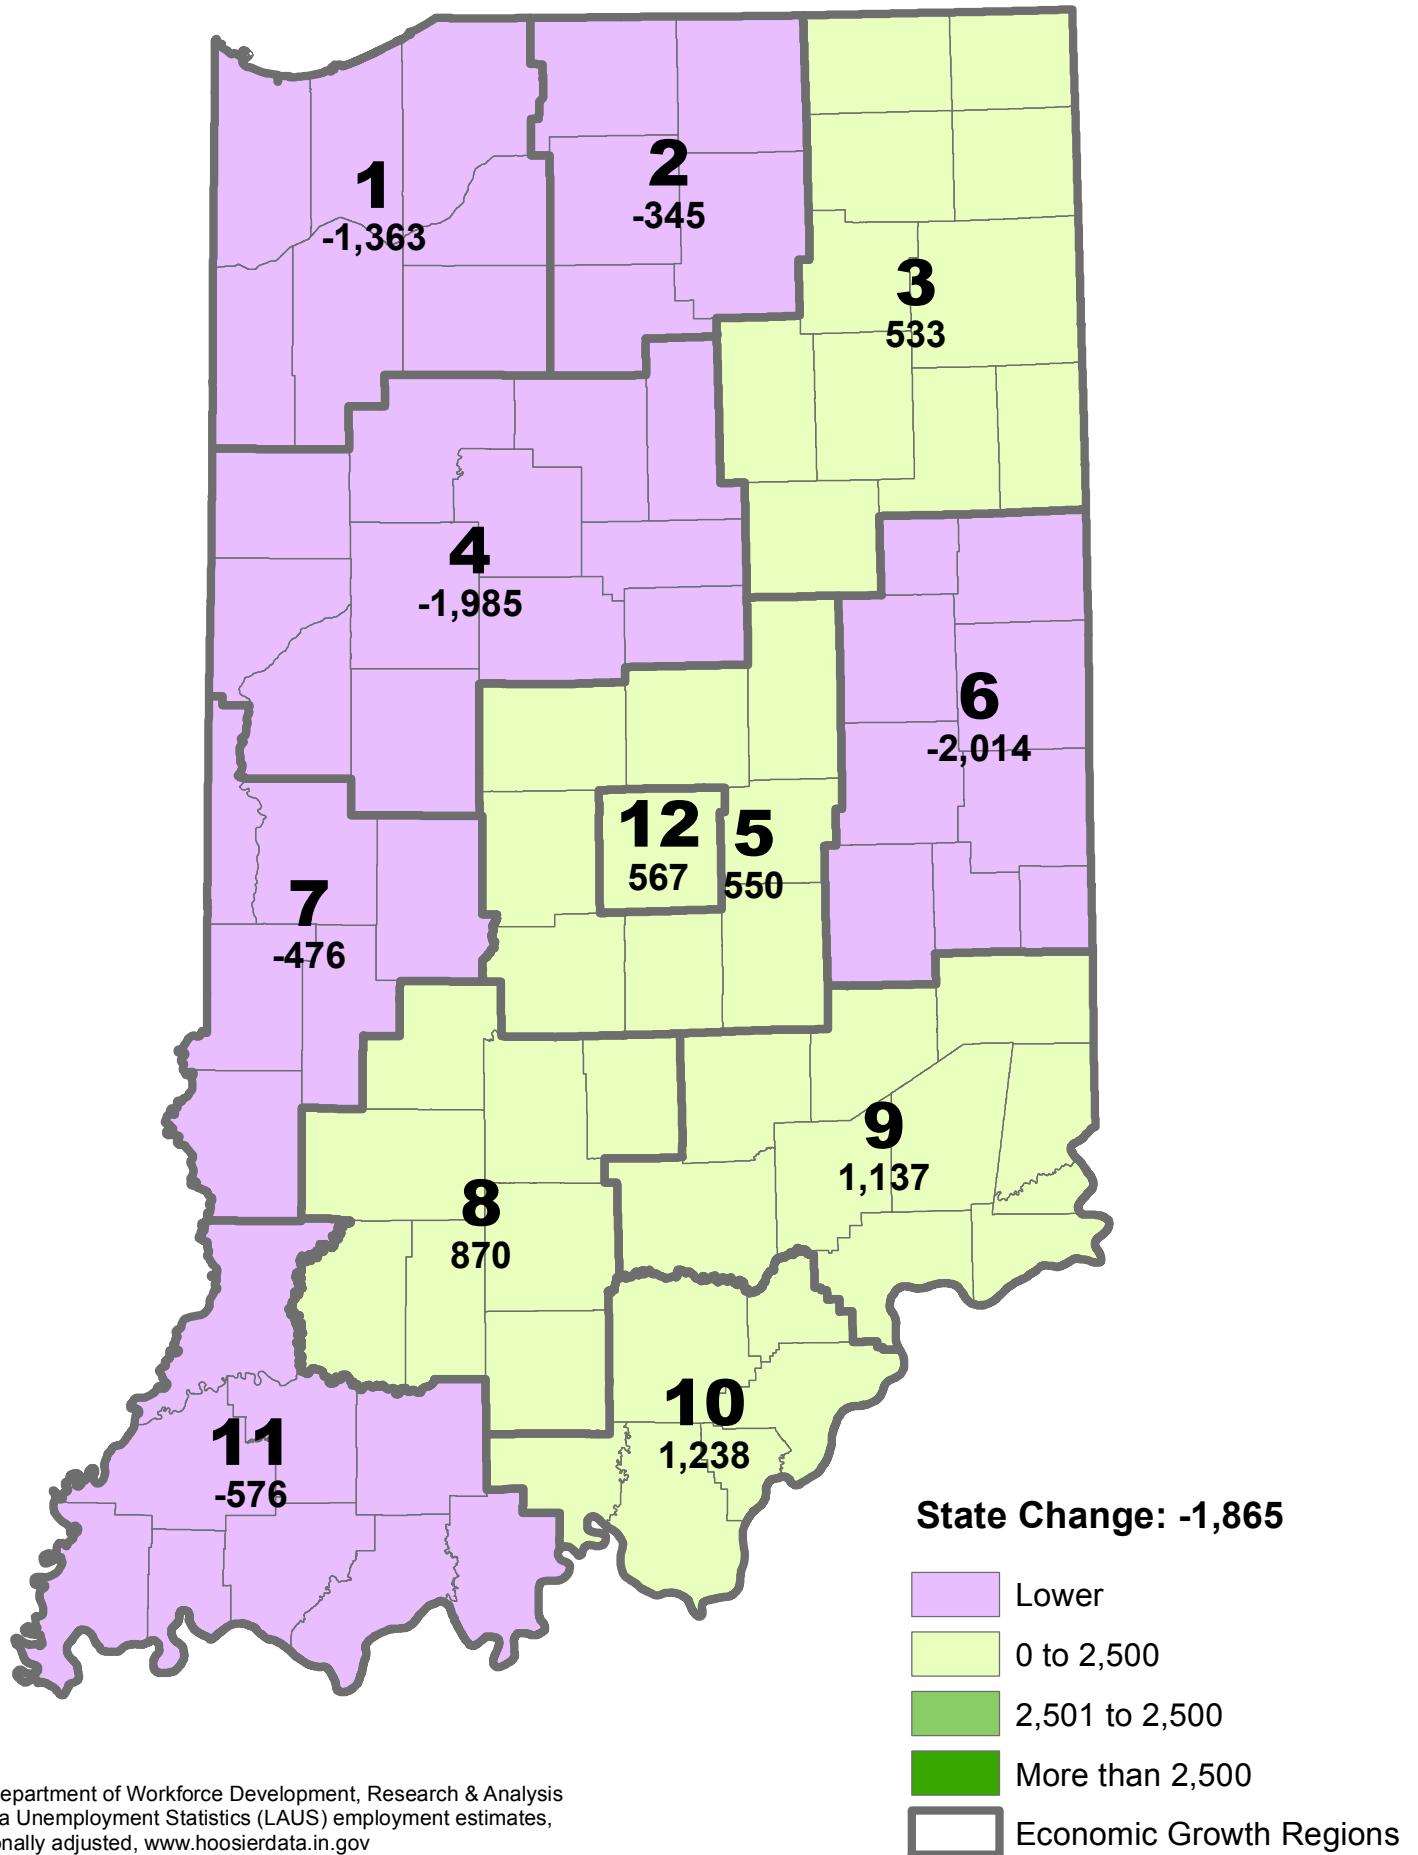 1
-1,363
2
-345
3
533
4
-1,985
6
-2,014
12
567
5
550
7
-476
9
1,137
8
870
10
1,238
11
-576
State Change: -1,865
Lower
0 to 2,500
2,501 to 2,500
More than 2,500
Economic Growth Regions
epartment of Workforce Development, Research & Analysis
a Unemployment Statistics (LAUS) employment estimates,
onally adjusted, www.hoosierdata.in.gov